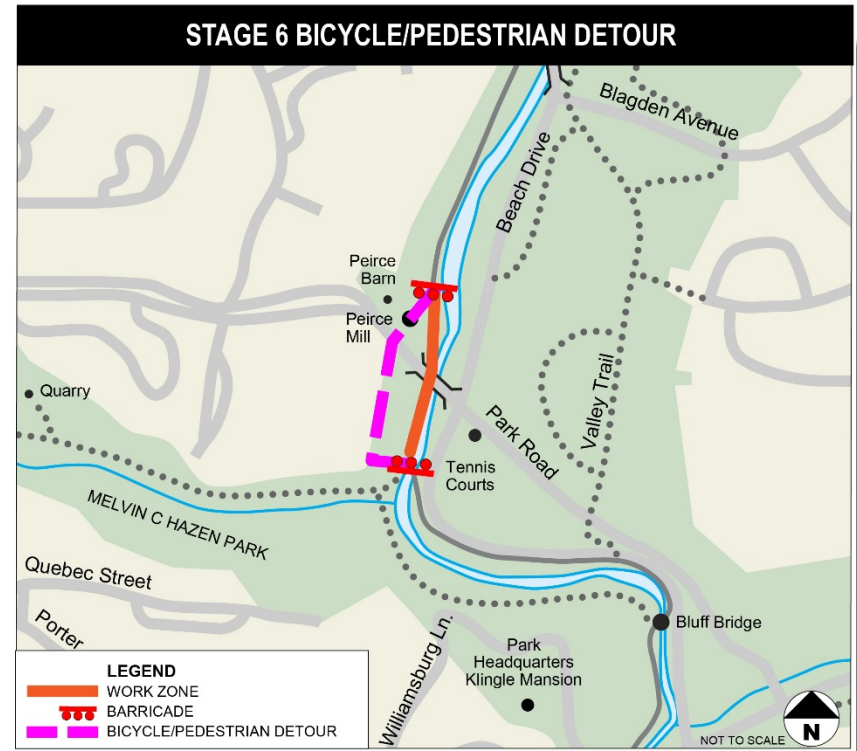 STAGE 6 BICYCLE/PEDESTRIAN DETOUR
Blagden Avenue
Beach Drive
Peirce
Barn
Peirce
Mill
Quarry
Valley Trail
Park Road
Tennis
Courts
MELVIN C HAZEN PARK
Quebec Street
Porter
Williamsburg Ln.
Bluff Bridge
Park
Headquarters
Klingle Mansion
LEGEND
WORK ZONE
BARRICADE
BICYCLE/PEDESTRIAN DETOUR
NOT TO SCALE
N